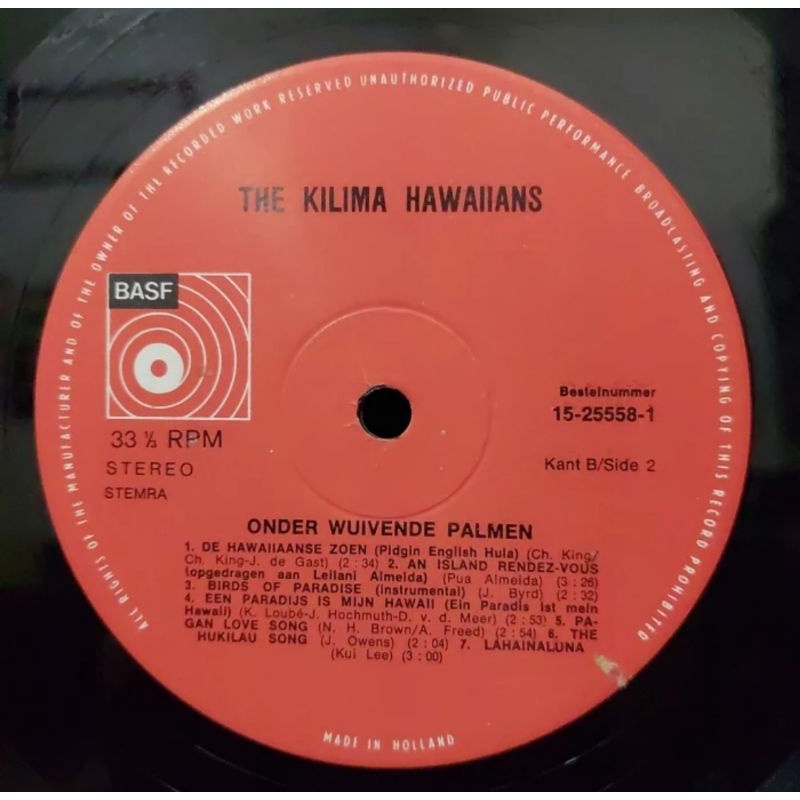 ALL RIGHTS OF THE MANUFACTURER AND OF THE OWNER OF THE RECORDED WORK RESERVED UNAUTHORIZED PUBLIC PERFORMANCE BROADCASTING AND COPYING OF THIS RECORD PROHIBITED
THE KILIMA HAWAIIANS
BASF
33 ⅓ RPM
STEREO
STEMRA
Bestelnummer
15-25558-1
Kant B/Side 2
ONDER WUIVENDE PALMEN
1. DE HAWAIIAANSE ZOEN (Pidgin English Hula) (Ch. King/
Ch. King-J. de Gast) (2:34) 2. AN ISLAND RENDEZ-VOUS
(opgedragen aan Leilani Almeida) (Pua Almeida) (3:26)
3. BIRDS OF PARADISE (instrumental) (J. Byrd) (2:32)
4. EEN PARADIJS IS MIJN HAWAII (Ein Paradis ist mein
Hawaii) (K. Loubé-J. Hochmuth-D. v. d. Meer) (2:53) 5. PA-
GAN LOVE SONG (N. H. Brown/A. Freed) (2:54) 6. THE
HUKILAU SONG (J. Owens) (2:04) 7. LAHAINALUNA
(Kui Lee) (3:00)
MADE IN HOLLAND